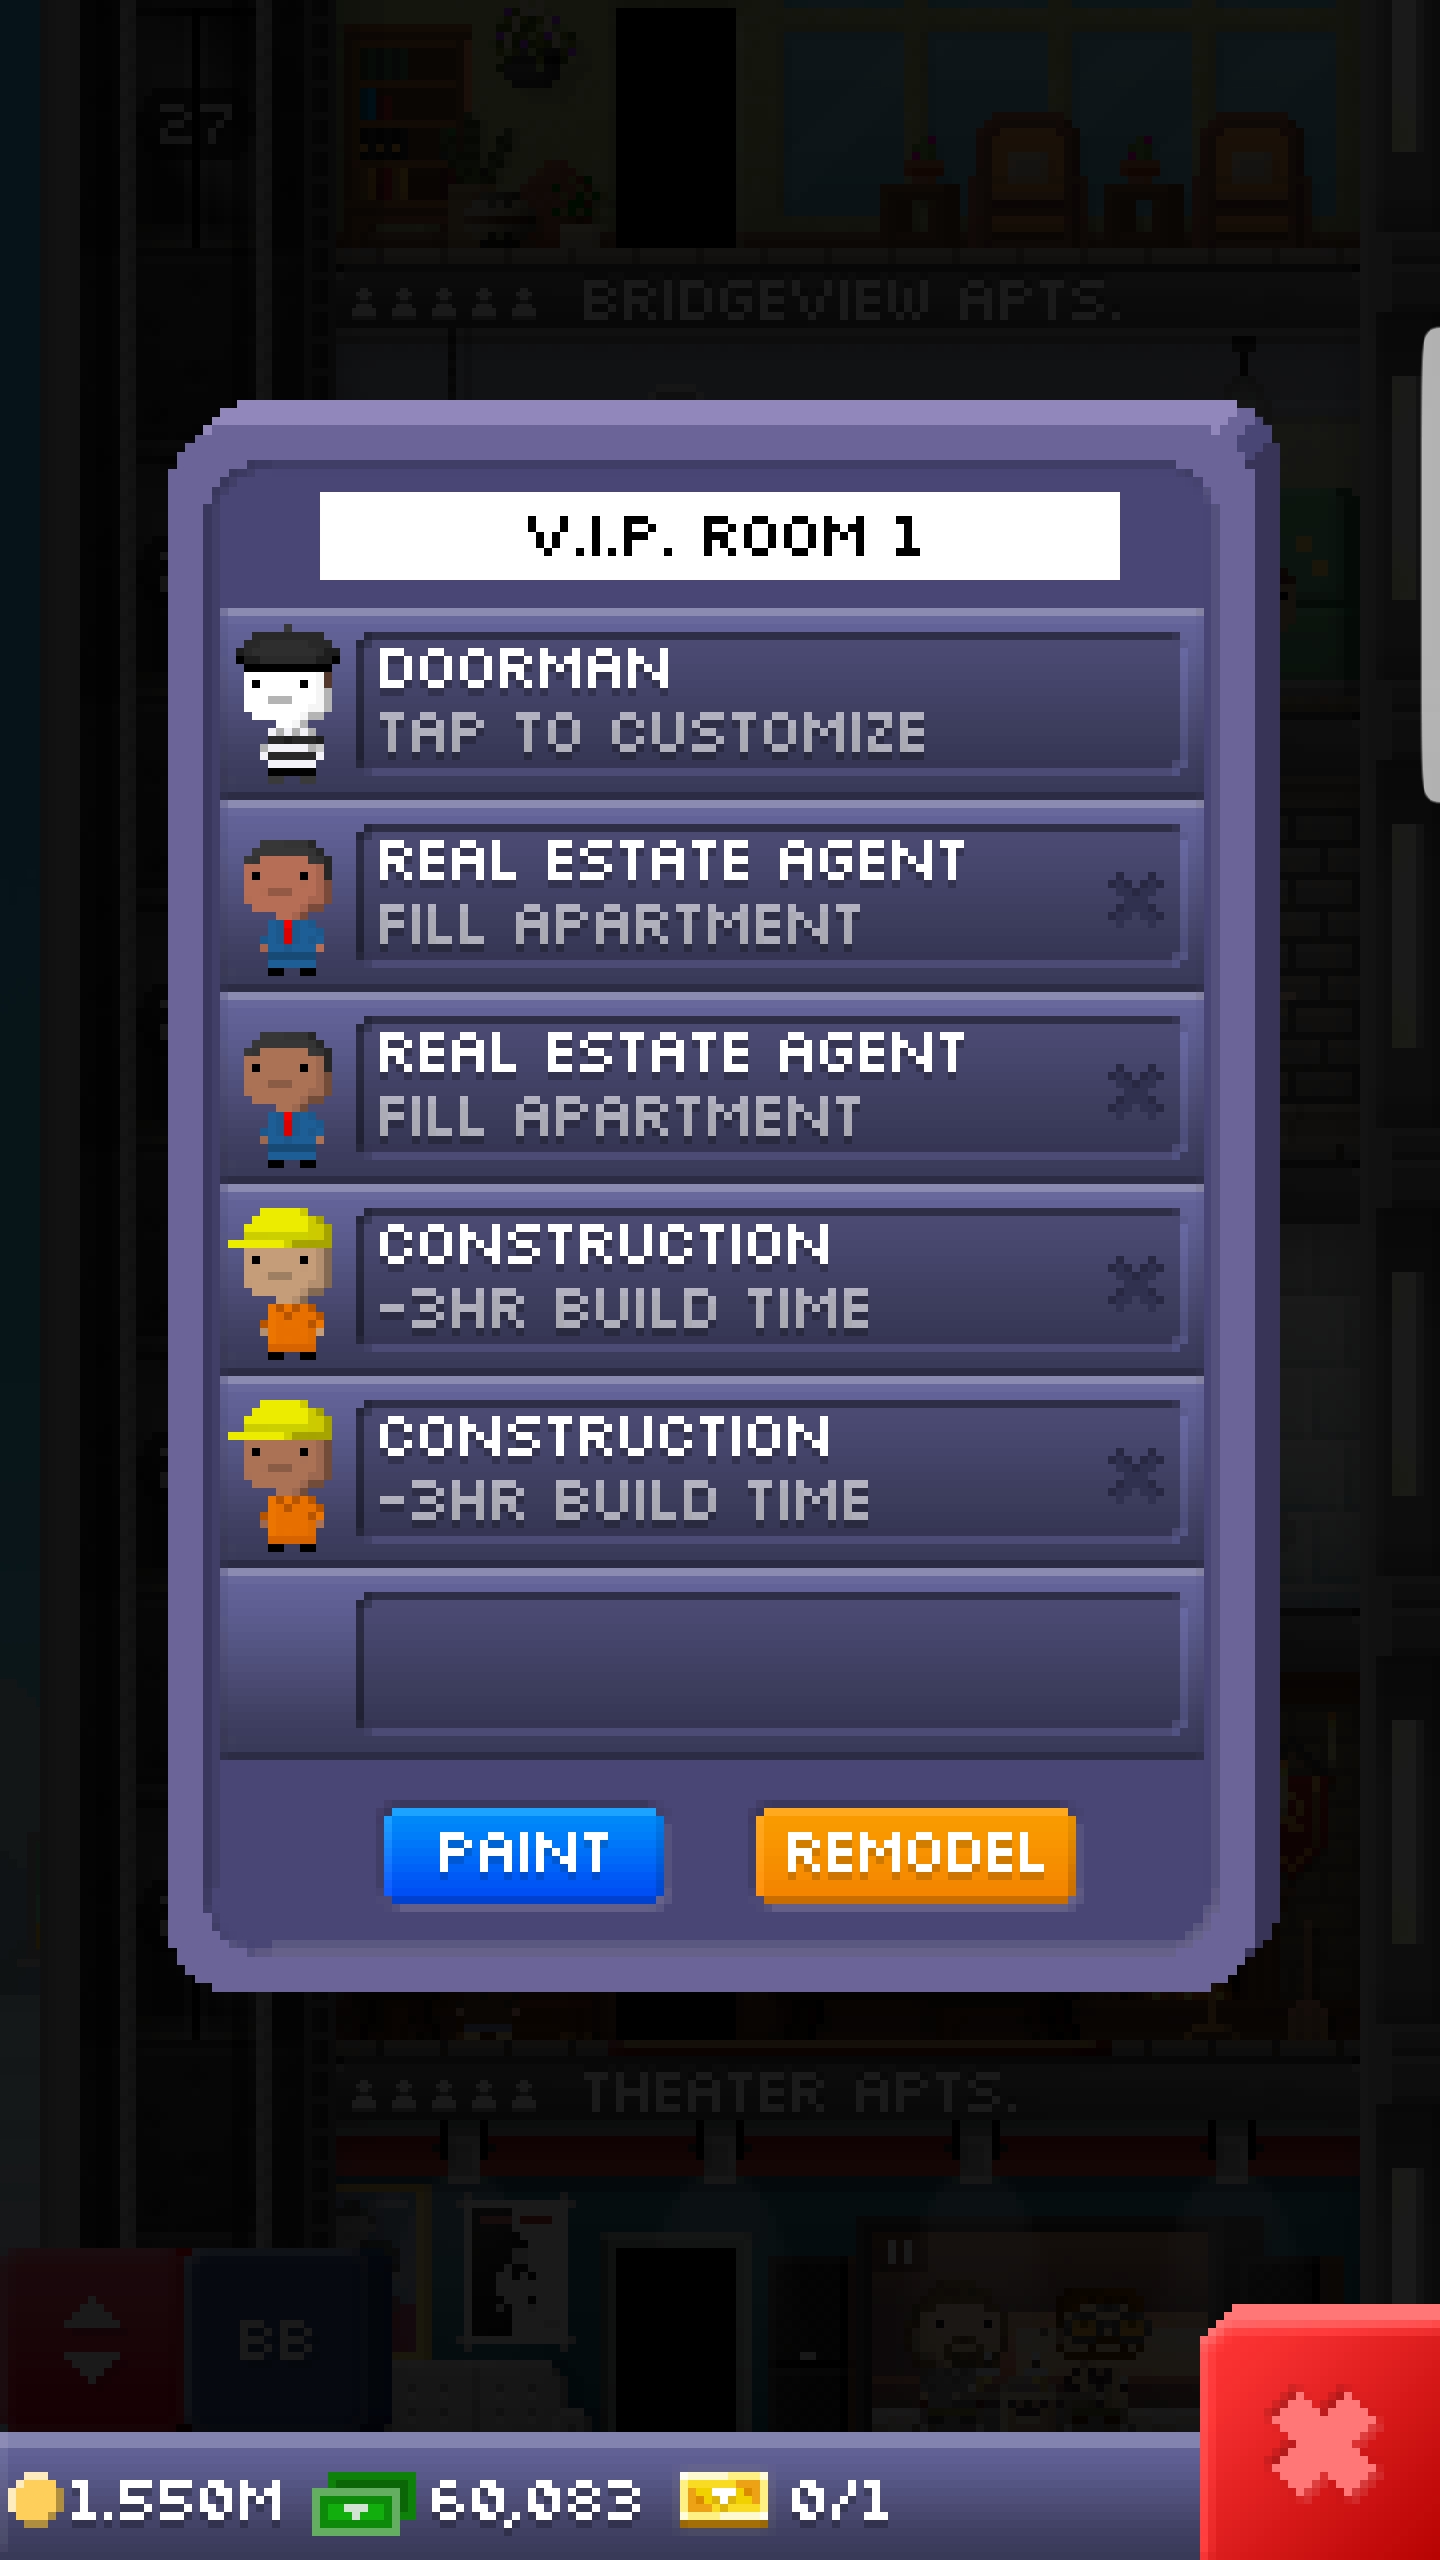 27
BRIDGEVIEW APTS.
V.I.P. ROOM 1
DOORMAN
TAP TO CUSTOMIZE
REAL ESTATE AGENT
FILL APARTMENT
REAL ESTATE AGENT
FILL APARTMENT
CONSTRUCTION
-3HR BUILD TIME
CONSTRUCTION
-3HR BUILD TIME
PAINT REMODEL
THEATER APTS.
BB
1.550M 60,083 0/1